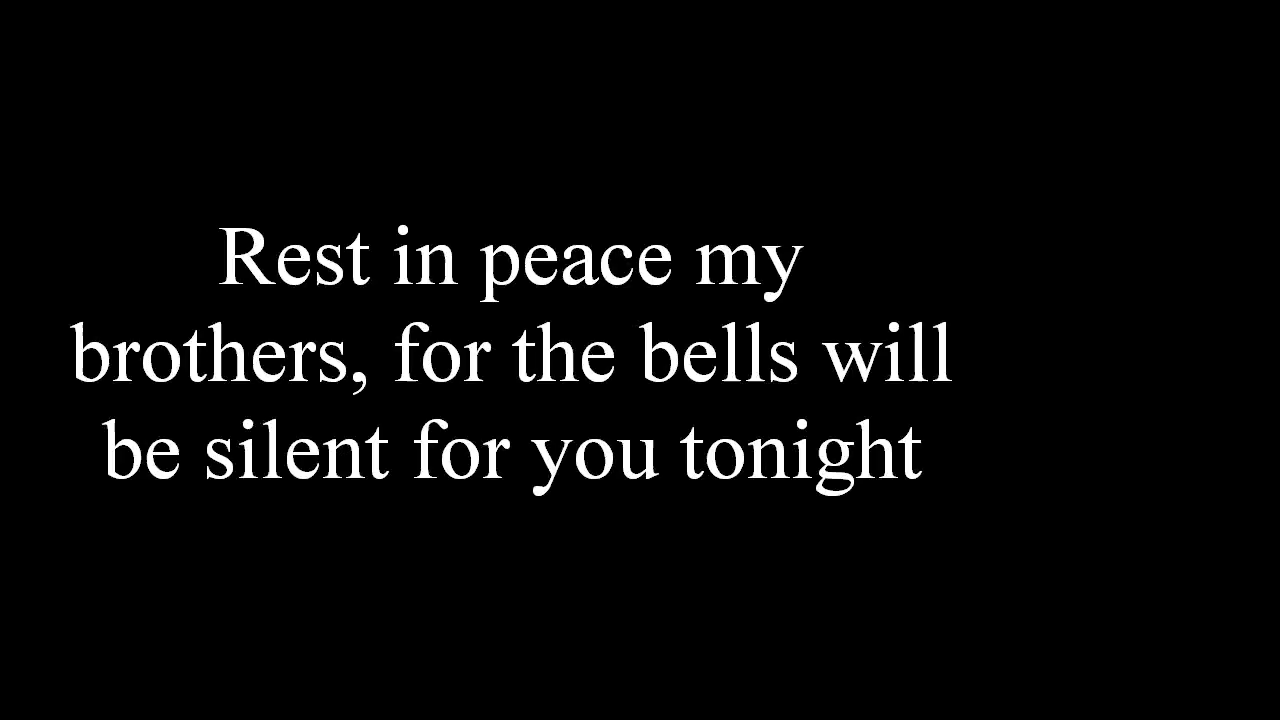 Rest in peace my
brothers, for the bells will
be silent for you tonight